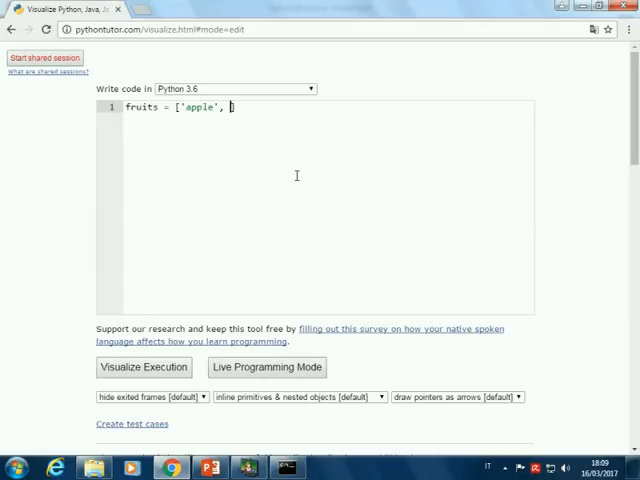 Visualize Python, Java, Ja
pythontutor.com/visualize.html#mode=edit
Start shared session
What are shared sessions?
Write code in Python 3.6
1 fruits = ['apple', ]
Support our research and keep this tool free by filling out this survey on how your native spoken
language affects how you learn programming.
Visualize Execution Live Programming Mode
hide exited frames [default] inline primitives & nested objects [default] draw pointers as arrows [default]
Create test cases
IT 18:09
16/03/2017